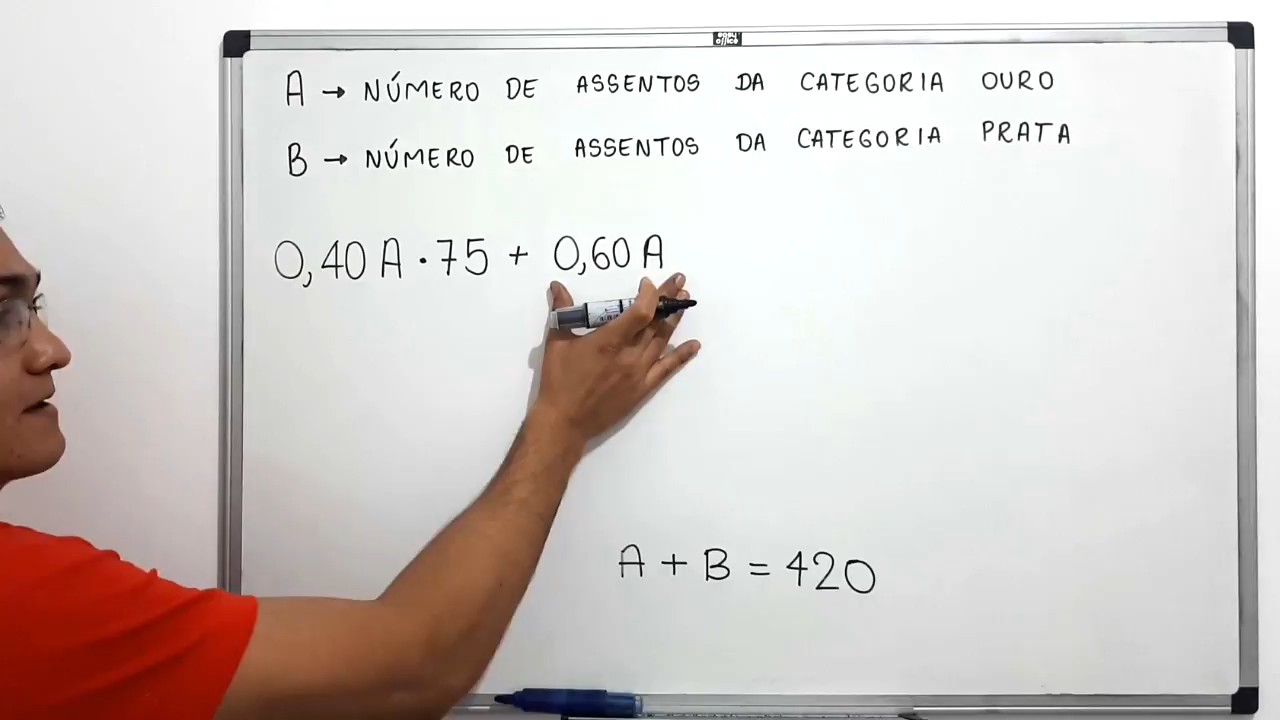 A → NÚMERO DE ASSENTOS DA CATEGORIA OURO
B → NÚMERO DE ASSENTOS DA CATEGORIA PRATA
0,40 A · 75 + 0,60 A
A + B = 420